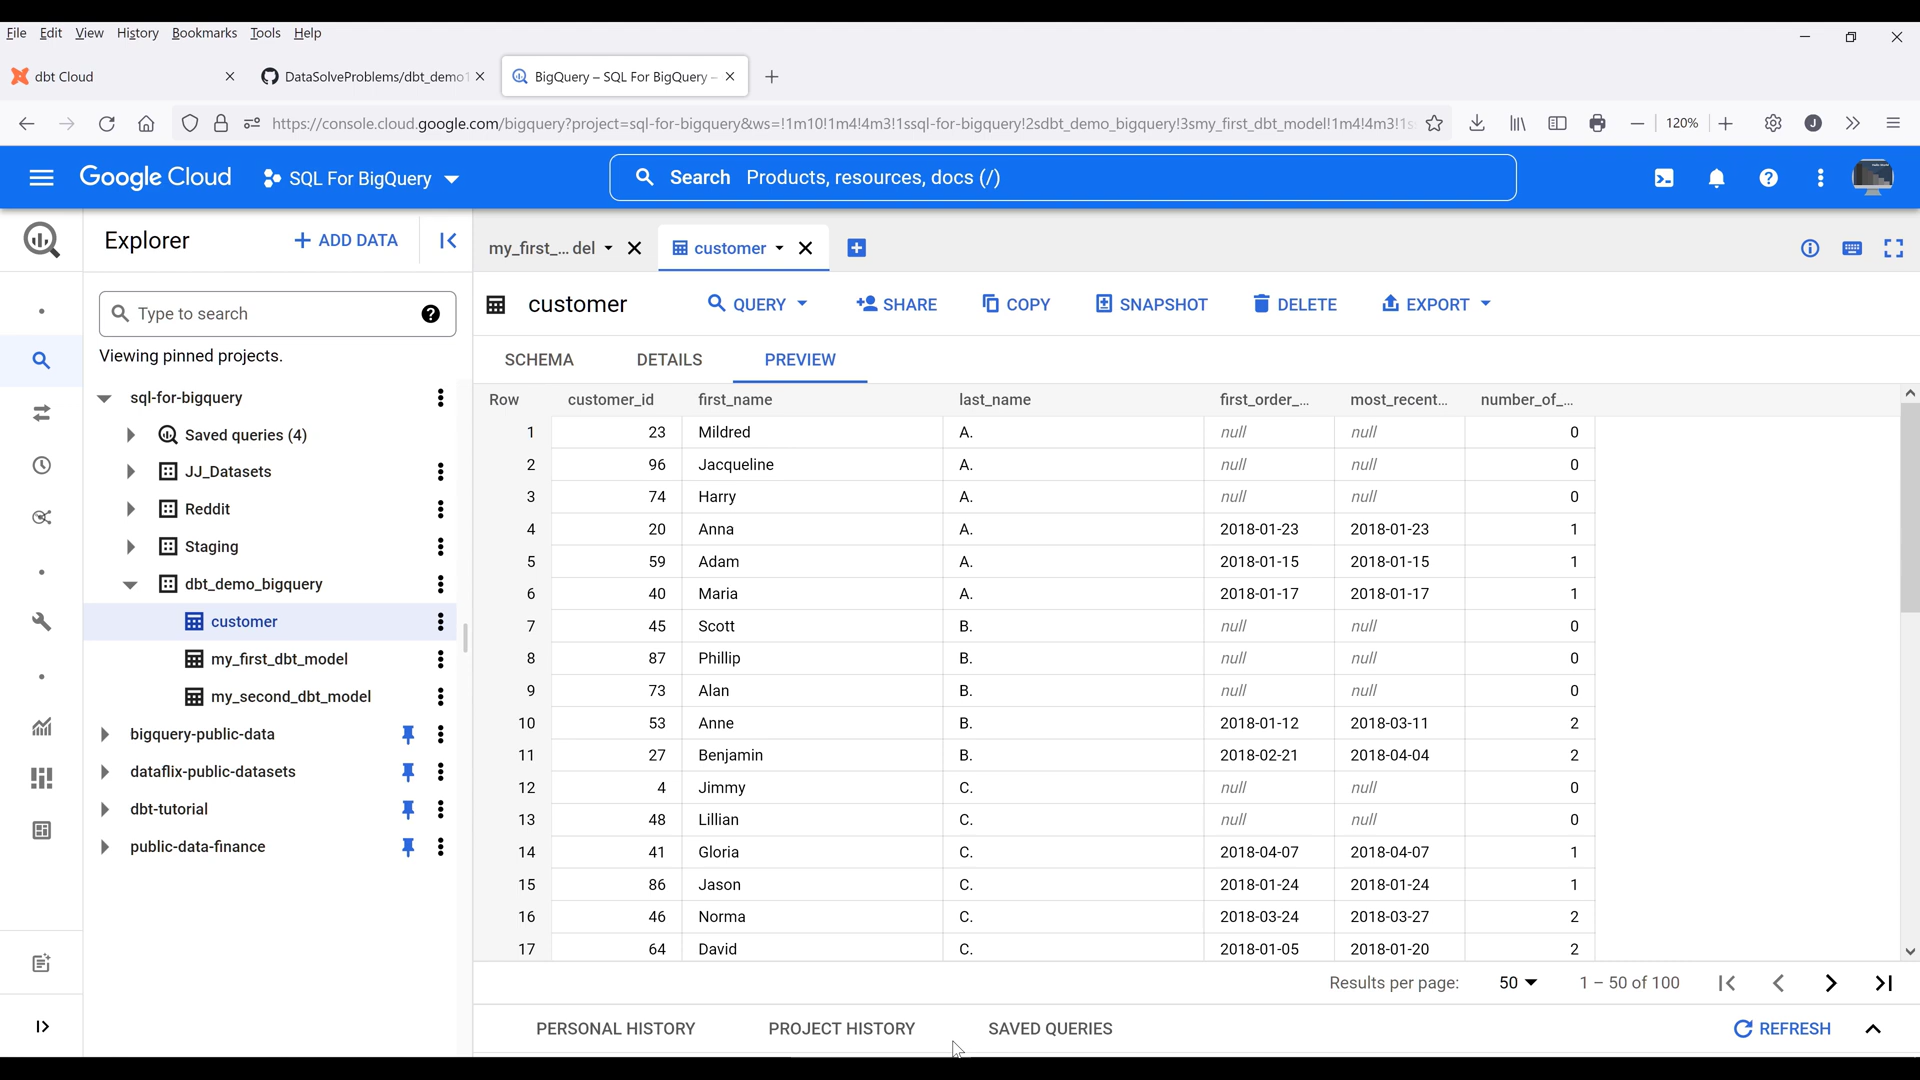 File Edit View History Bookmarks Tools Help
dbt Cloud DataSolveProblems/dbt_demo1 BigQuery – SQL For BigQuery –
https://console.cloud.google.com/bigquery?project=sql-for-bigquery&ws=!1m10!1m4!4m3!1ssql-for-bigquery!2sdbt_demo_bigquery!3smy_first_dbt_model!1m4!4m3!1s 120% J
Google Cloud SQL For BigQuery Search Products, resources, docs (/)
Explorer + ADD DATA my_first_... del customer
Type to search customer QUERY SHARE COPY SNAPSHOT DELETE EXPORT
Viewing pinned projects. SCHEMA DETAILS PREVIEW
sql-for-bigquery
Saved queries (4)
JJ_Datasets
Reddit
Staging
dbt_demo_bigquery
customer
my_first_dbt_model
my_second_dbt_model
bigquery-public-data
dataflix-public-datasets
dbt-tutorial
public-data-finance
Row customer_id first_name last_name first_order_... most_recent... number_of_...
1 23 Mildred A. null null 0
2 96 Jacqueline A. null null 0
3 74 Harry A. null null 0
4 20 Anna A. 2018-01-23 2018-01-23 1
5 59 Adam A. 2018-01-15 2018-01-15 1
6 40 Maria A. 2018-01-17 2018-01-17 1
7 45 Scott B. null null 0
8 87 Phillip B. null null 0
9 73 Alan B. null null 0
10 53 Anne B. 2018-01-12 2018-03-11 2
11 27 Benjamin B. 2018-02-21 2018-04-04 2
12 4 Jimmy C. null null 0
13 48 Lillian C. null null 0
14 41 Gloria C. 2018-04-07 2018-04-07 1
15 86 Jason C. 2018-01-24 2018-01-24 1
16 46 Norma C. 2018-03-24 2018-03-27 2
17 64 David C. 2018-01-05 2018-01-20 2
Results per page: 50 1 – 50 of 100
PERSONAL HISTORY PROJECT HISTORY SAVED QUERIES REFRESH